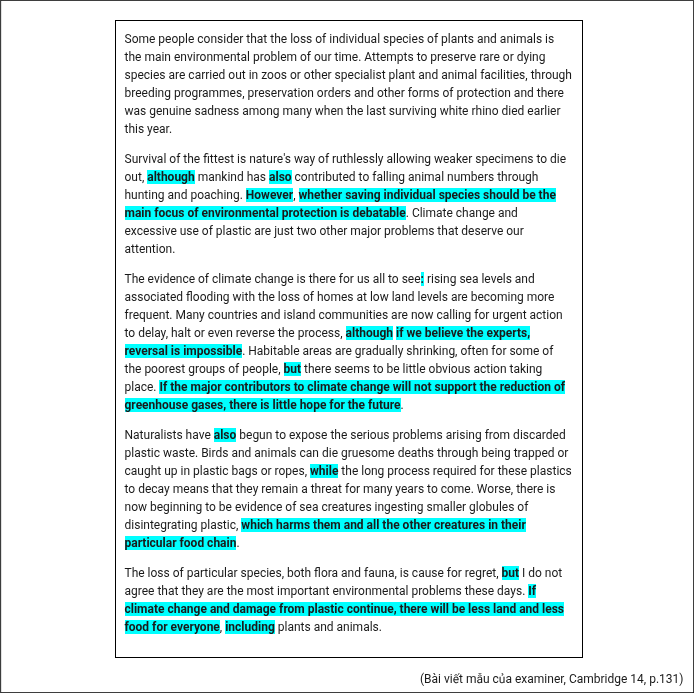 Some people consider that the loss of individual species of plants and animals is
the main environmental problem of our time. Attempts to preserve rare or dying
species are carried out in zoos or other specialist plant and animal facilities, through
breeding programmes, preservation orders and other forms of protection and there
was genuine sadness among many when the last surviving white rhino died earlier
this year.
Survival of the fittest is nature's way of ruthlessly allowing weaker specimens to die
out, although mankind has also contributed to falling animal numbers through
hunting and poaching. However, whether saving individual species should be the
main focus of environmental protection is debatable. Climate change and
excessive use of plastic are just two other major problems that deserve our
attention.
The evidence of climate change is there for us all to see: rising sea levels and
associated flooding with the loss of homes at low land levels are becoming more
frequent. Many countries and island communities are now calling for urgent action
to delay, halt or even reverse the process, although if we believe the experts,
reversal is impossible. Habitable areas are gradually shrinking, often for some of
the poorest groups of people, but there seems to be little obvious action taking
place. If the major contributors to climate change will not support the reduction of
greenhouse gases, there is little hope for the future.
Naturalists have also begun to expose the serious problems arising from discarded
plastic waste. Birds and animals can die gruesome deaths through being trapped or
caught up in plastic bags or ropes, while the long process required for these plastics
to decay means that they remain a threat for many years to come. Worse, there is
now beginning to be evidence of sea creatures ingesting smaller globules of
disintegrating plastic, which harms them and all the other creatures in their
particular food chain.
The loss of particular species, both flora and fauna, is cause for regret, but I do not
agree that they are the most important environmental problems these days. If
climate change and damage from plastic continue, there will be less land and less
food for everyone, including plants and animals.
(Bài viết mẫu của examiner, Cambridge 14, p.131)